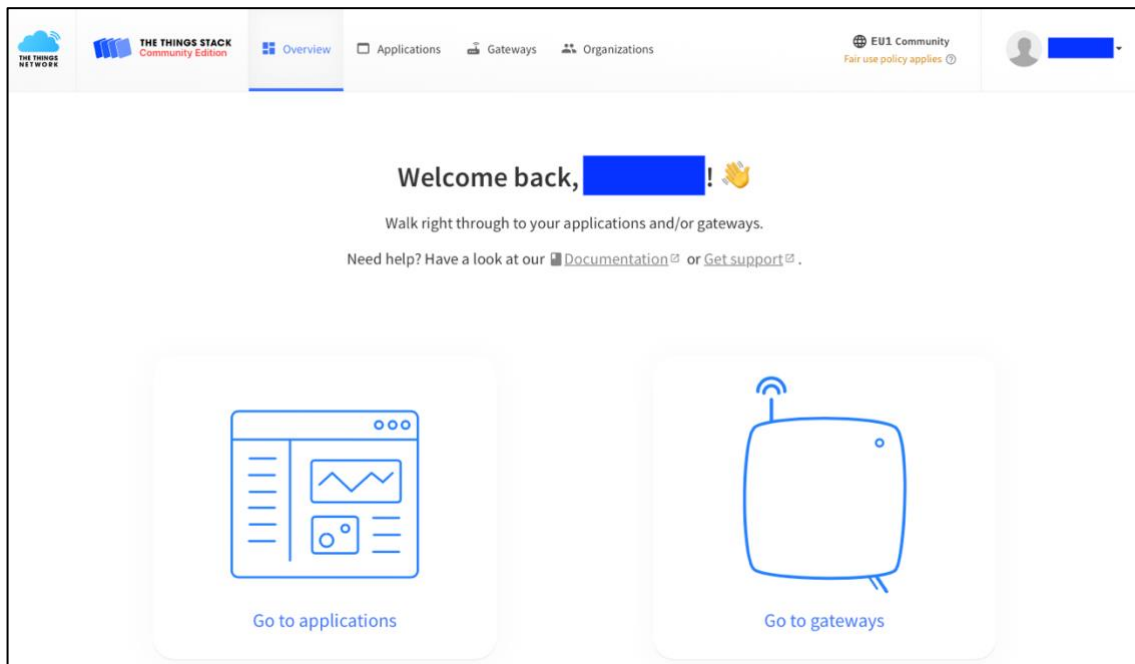 THE THINGS
NETWORK
THE THINGS STACK
Community Edition
Overview
Applications
Gateways
Organizations
EU1 Community
Fair use policy applies
Welcome back, ! 👋
Walk right through to your applications and/or gateways.
Need help? Have a look at our Documentation or Get support .
Go to applications
Go to gateways